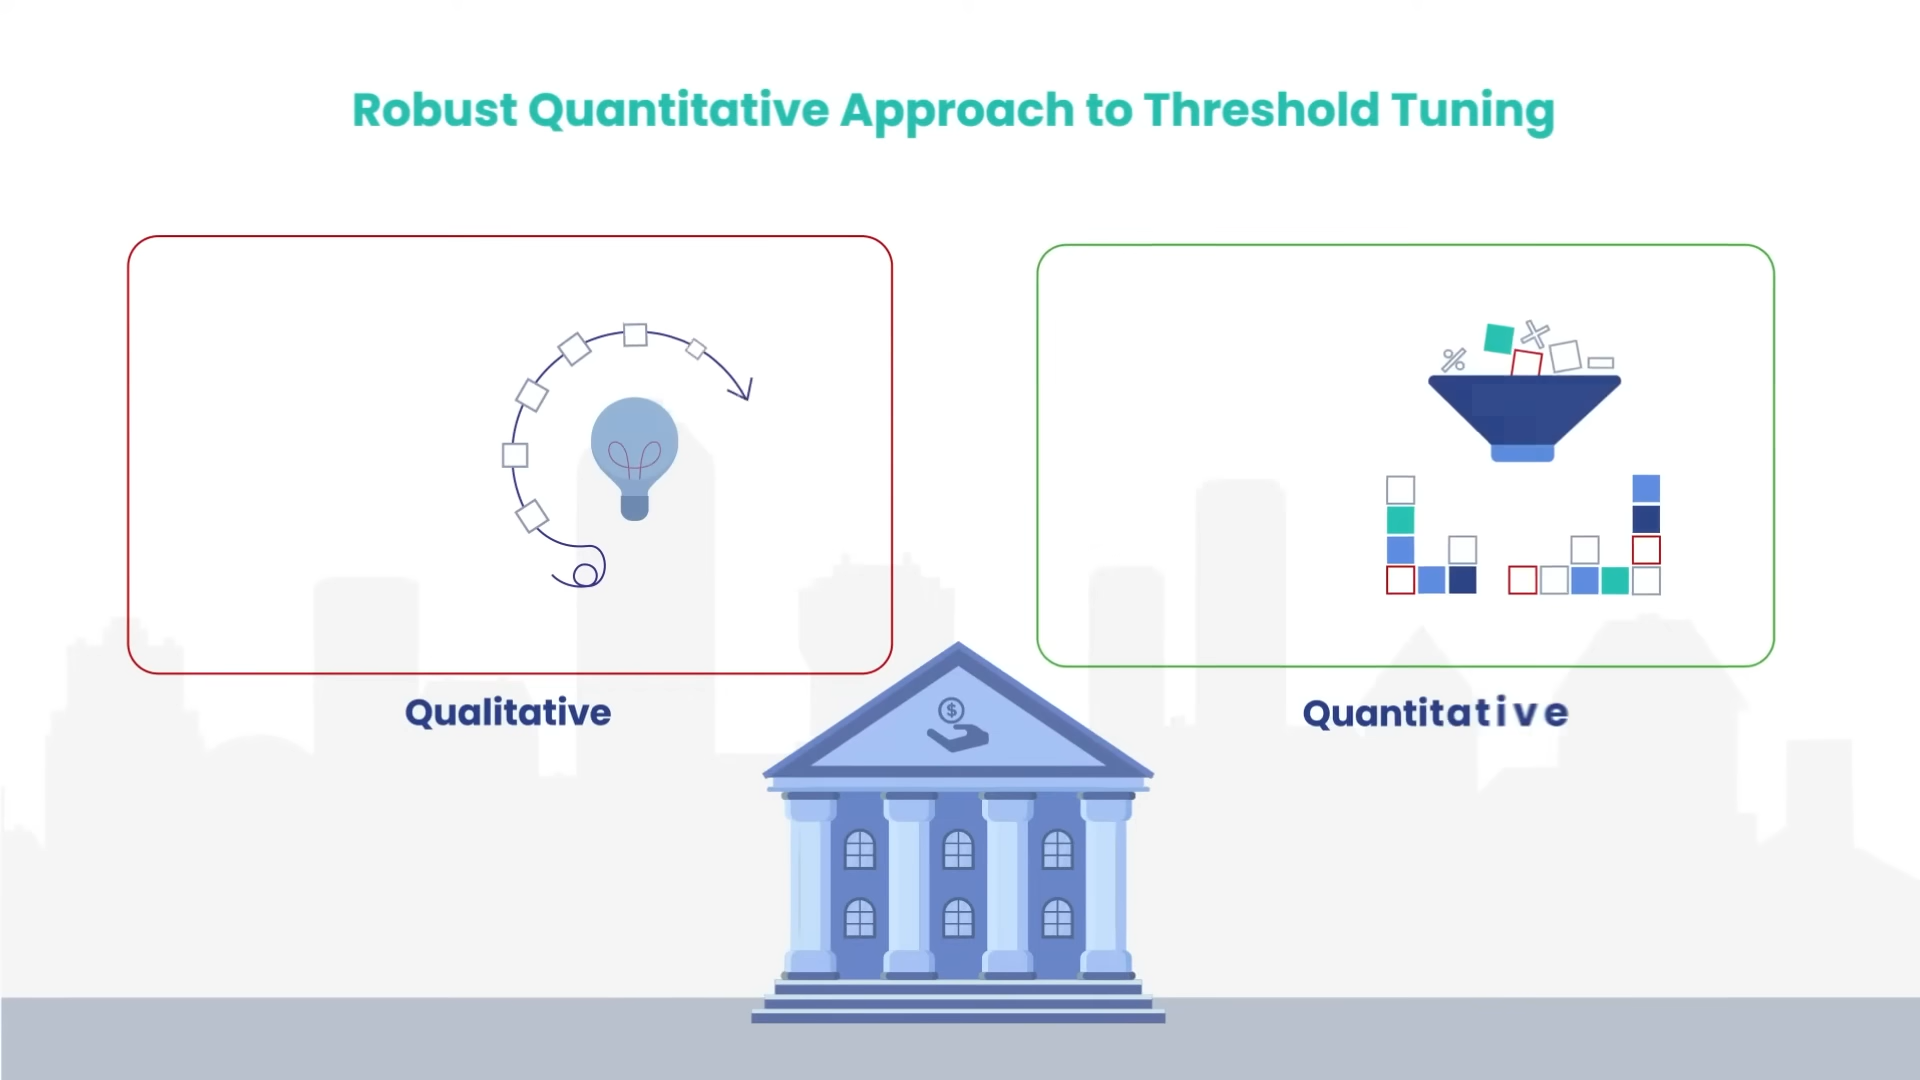 Robust Quantitative Approach to Threshold Tuning
%
$
Qualitative
Quantitative